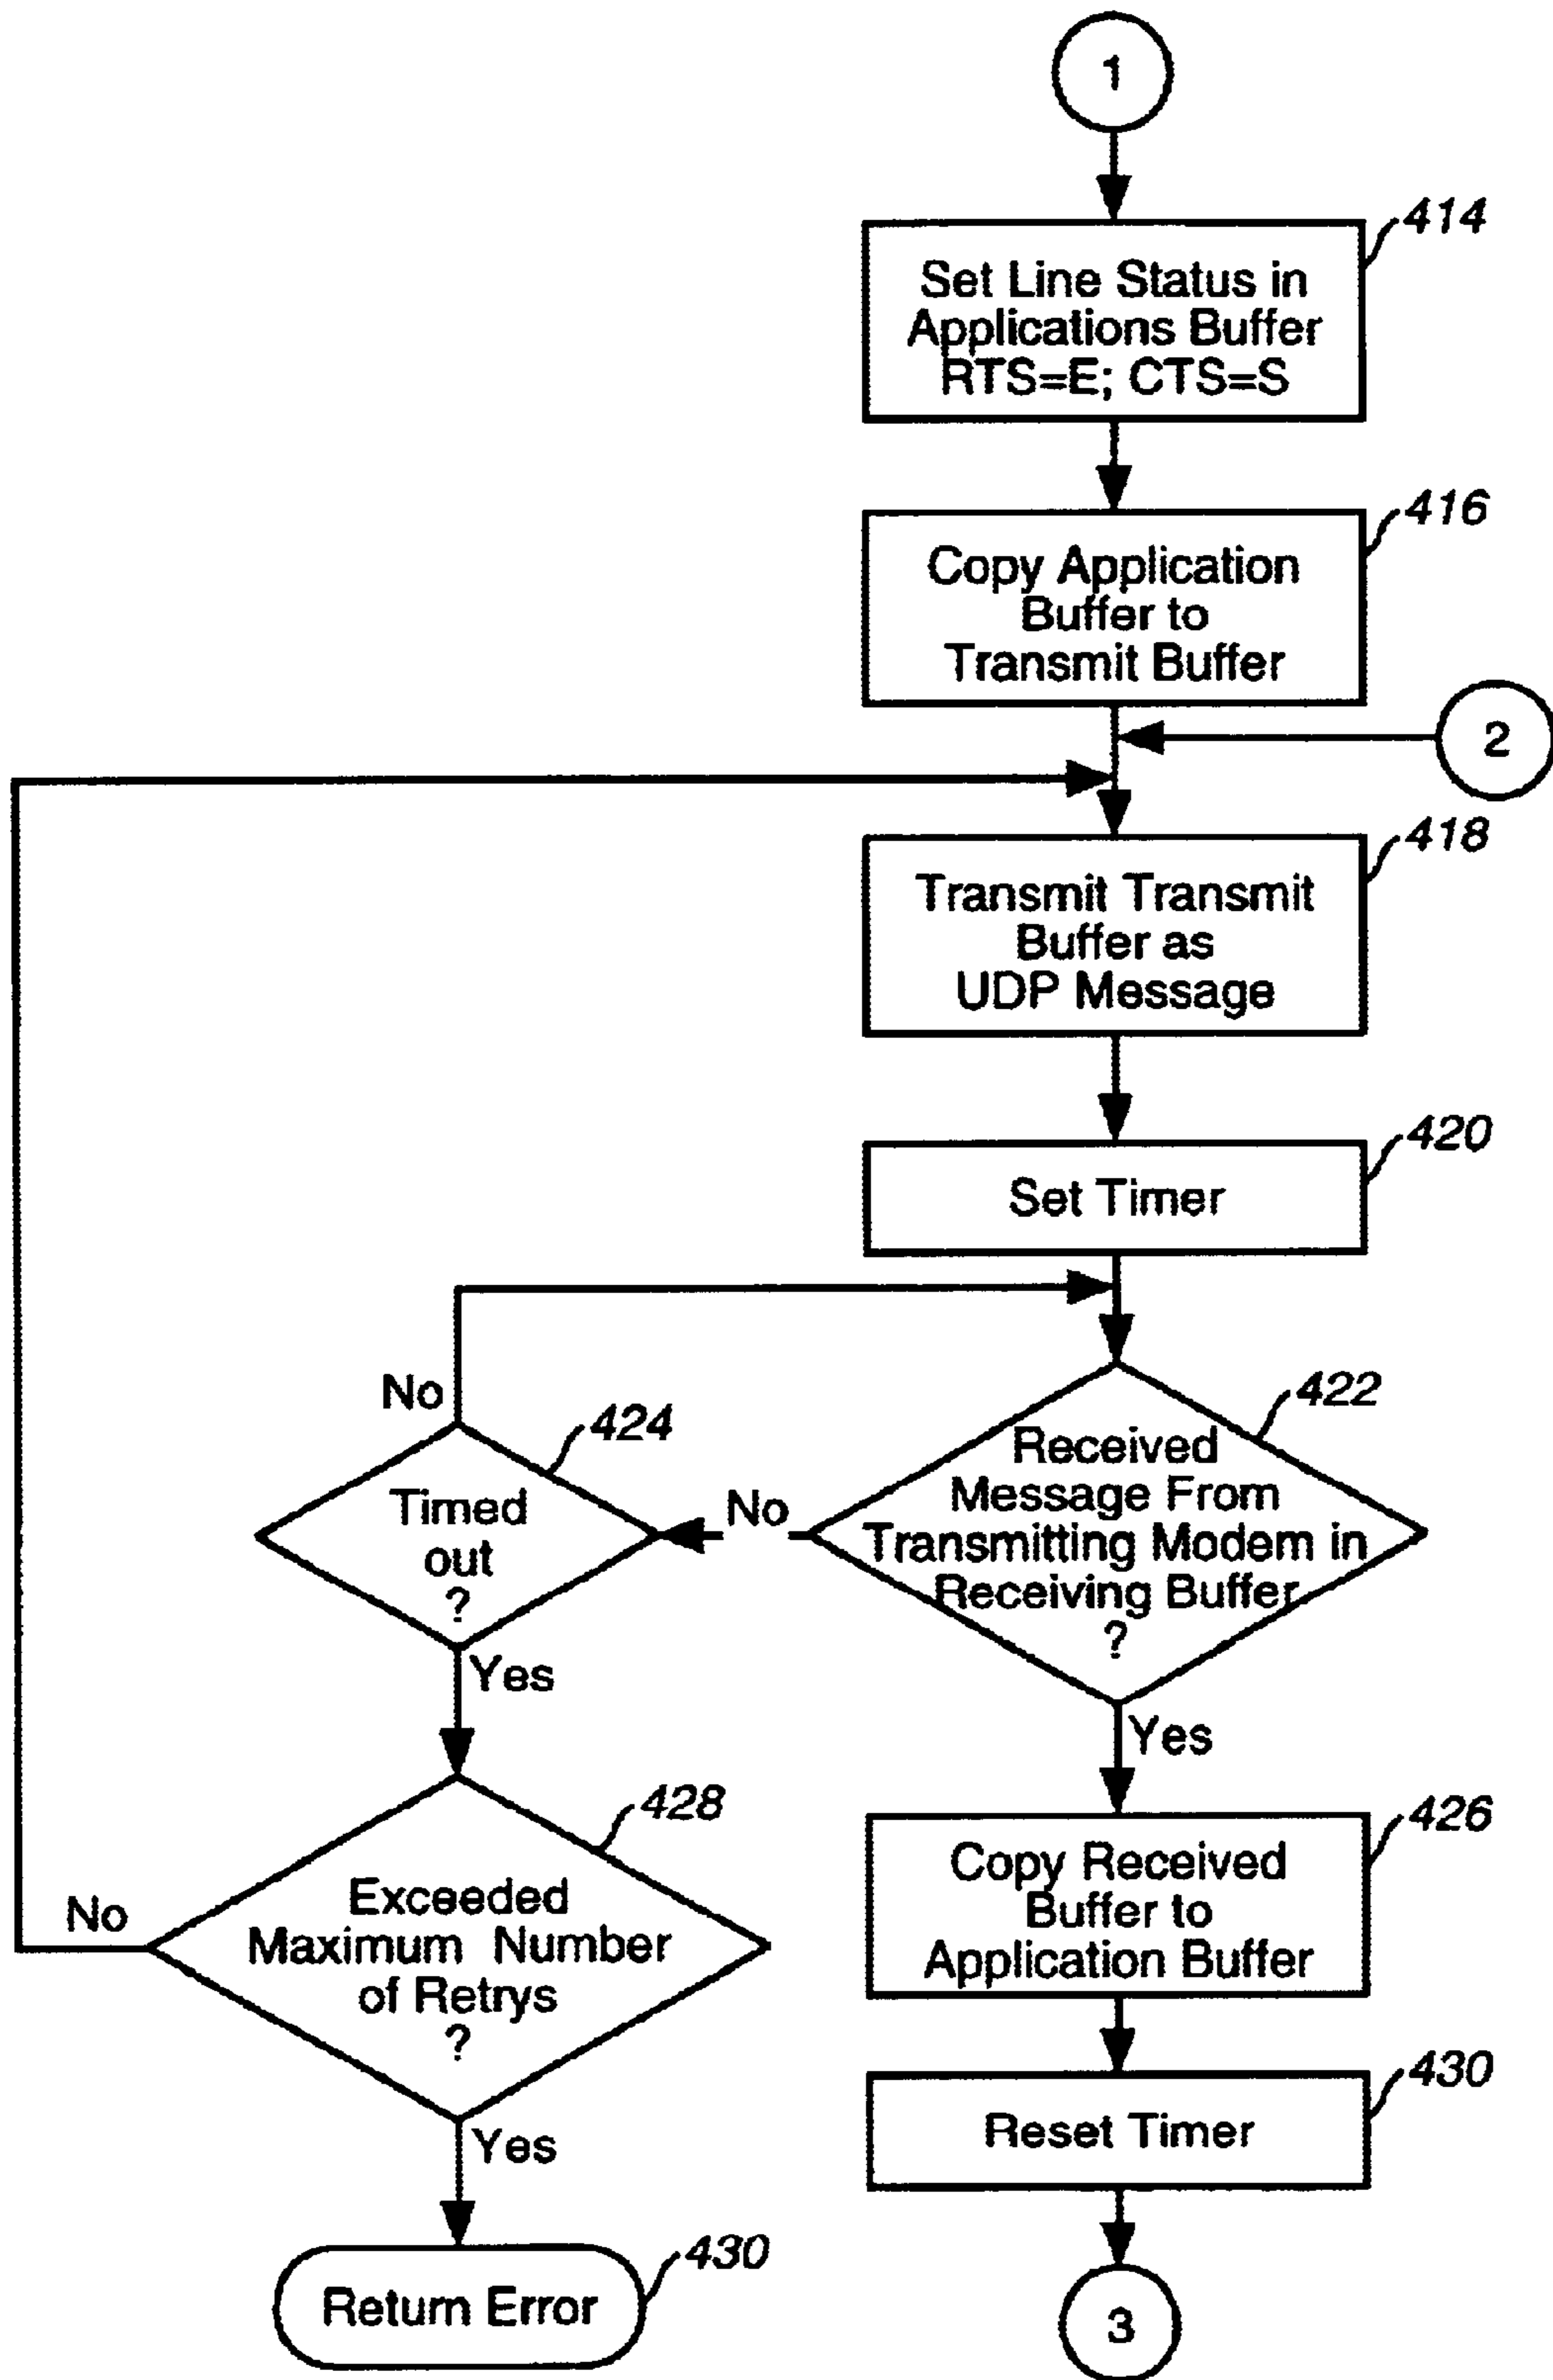 1
414
Set Line Status in
Applications Buffer
RTS=E; CTS=S
416
Copy Application
Buffer to
Transmit Buffer
2
418
Transmit Transmit
Buffer as
UDP Message
420
Set Timer
No
424
Timed
out
?
No
422
Received
Message From
Transmitting Modem in
Receiving Buffer
?
Yes
Yes
428
Exceeded
Maximum Number
of Retrys
?
No
426
Copy Received
Buffer to
Application Buffer
430
Reset Timer
Yes
430
Return Error
3